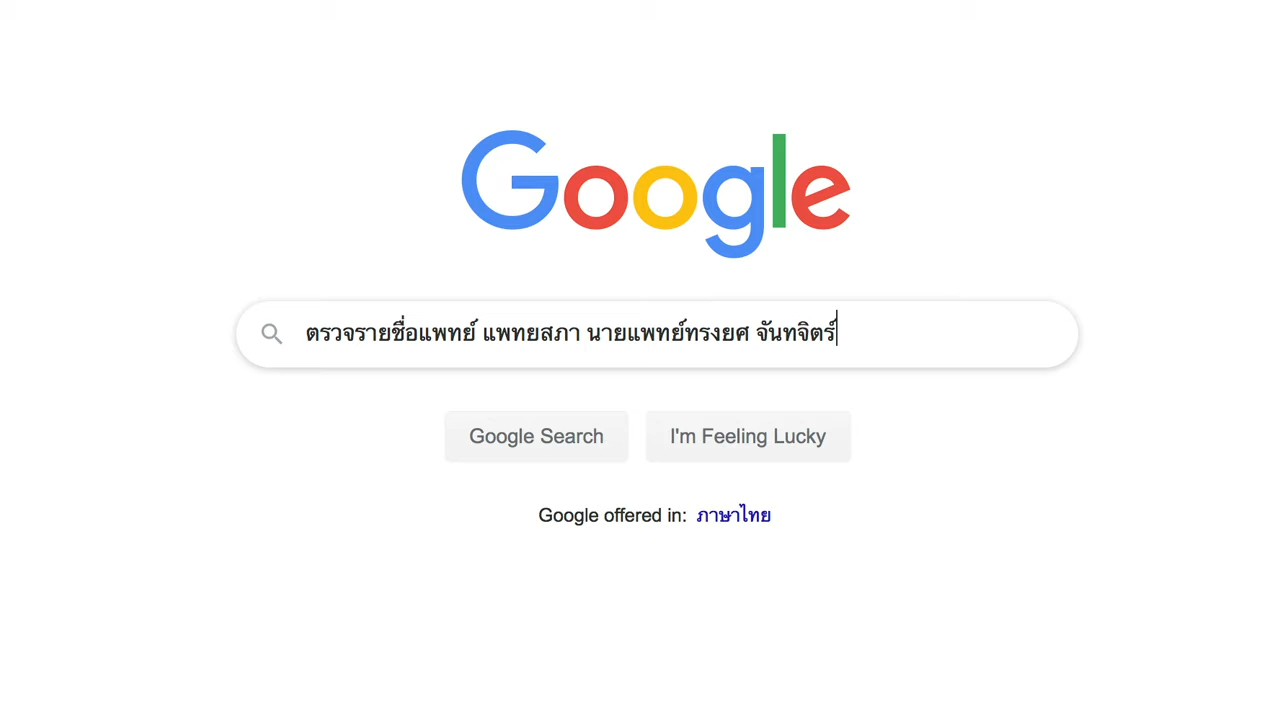 Google
ตรวจรายชื่อแพทย์ แพทยสภา นายแพทย์ทรงยศ จันทจิตร์
Google Search
I'm Feeling Lucky
Google offered in: ภาษาไทย